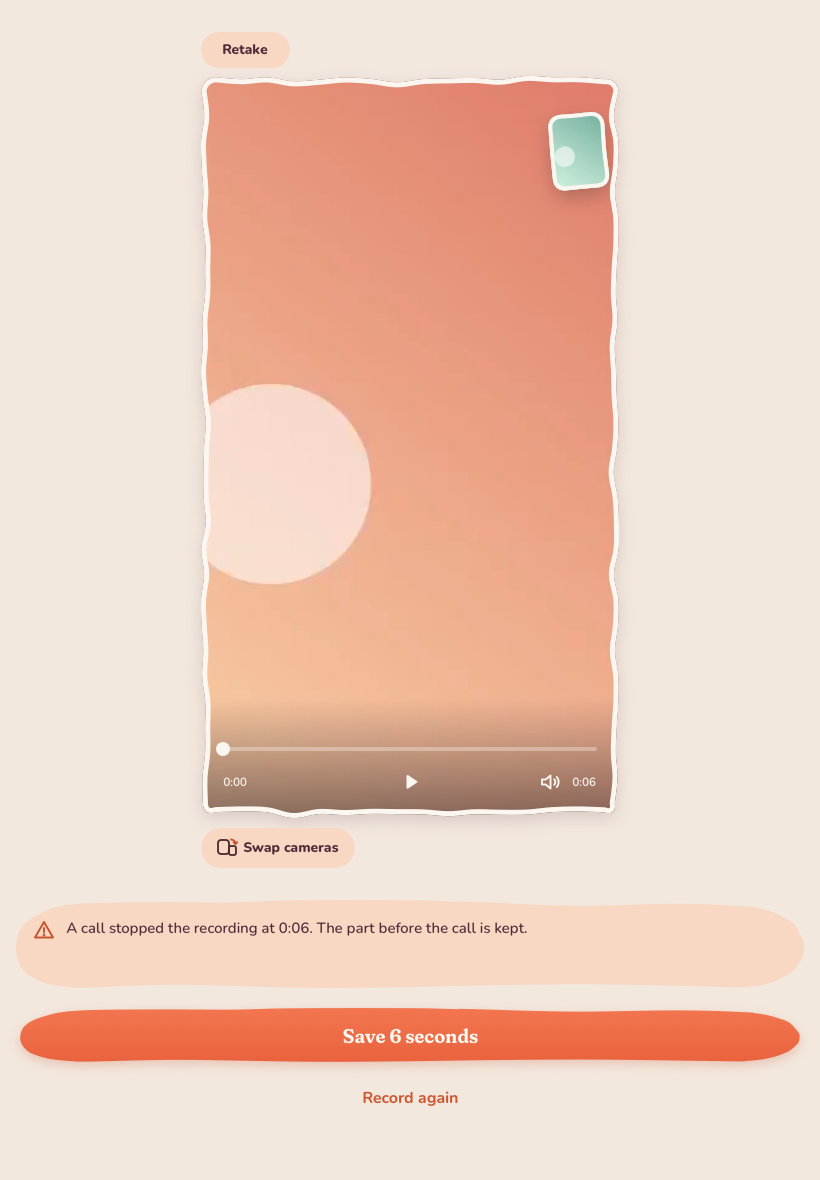 Retake
0:00
0:06
Swap cameras
A call stopped the recording at 0:06. The part before the call is kept.
Save 6 seconds
Record again